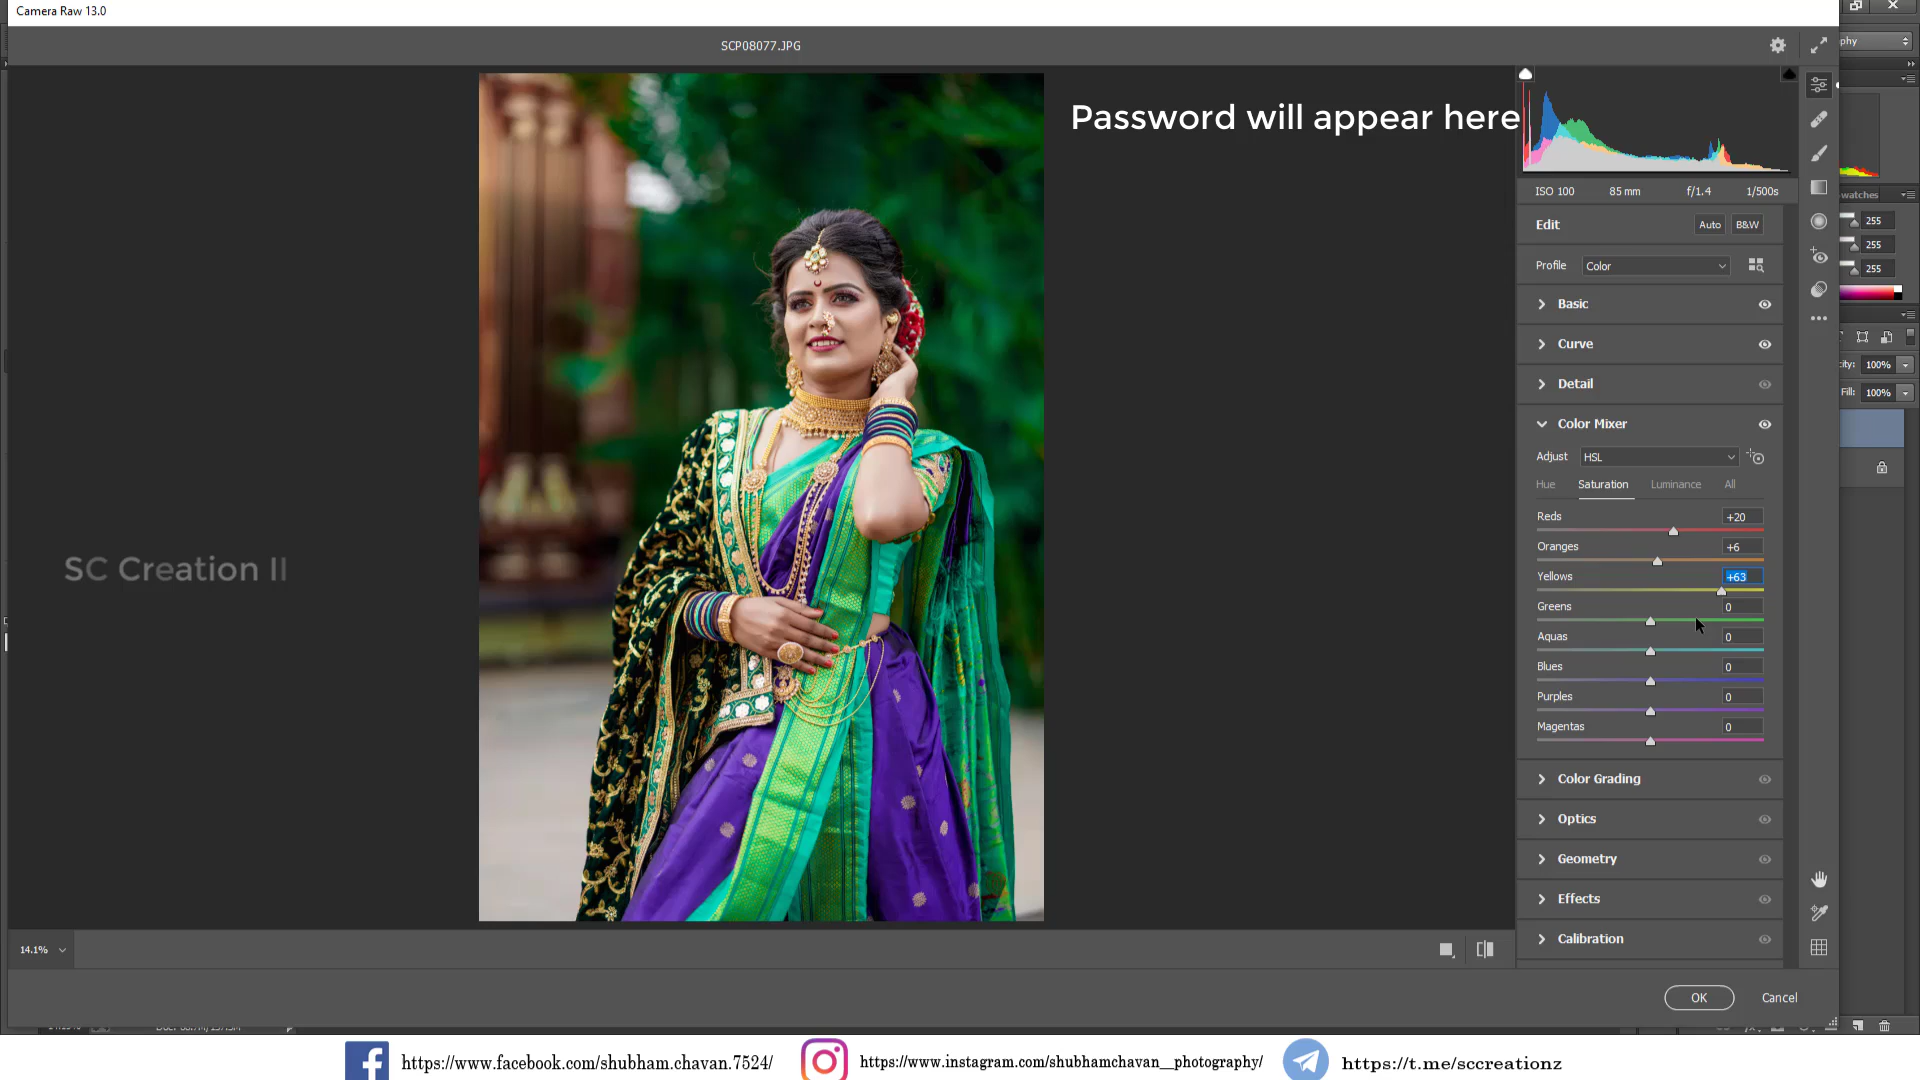 Camera Raw 13.0
SCP08077.JPG
phy
Password will appear here
ISO 100 85 mm f/1.4 1/500s
watches
255
255
255
Edit Auto B&W
Profile Color
Basic
Curve
100%
Detail
Fill: 100%
Color Mixer
Adjust HSL
Hue Saturation Luminance All
Reds +20
Oranges +6
Yellows +63
Greens 0
Aquas 0
Blues 0
Purples 0
Magentas 0
SC Creation II
Color Grading
Optics
Geometry
Effects
Calibration
14.1%
OK Cancel
https://www.facebook.com/shubham.chavan.7524/
https://www.instagram.com/shubhamchavan__photography/
https://t.me/sccreationz